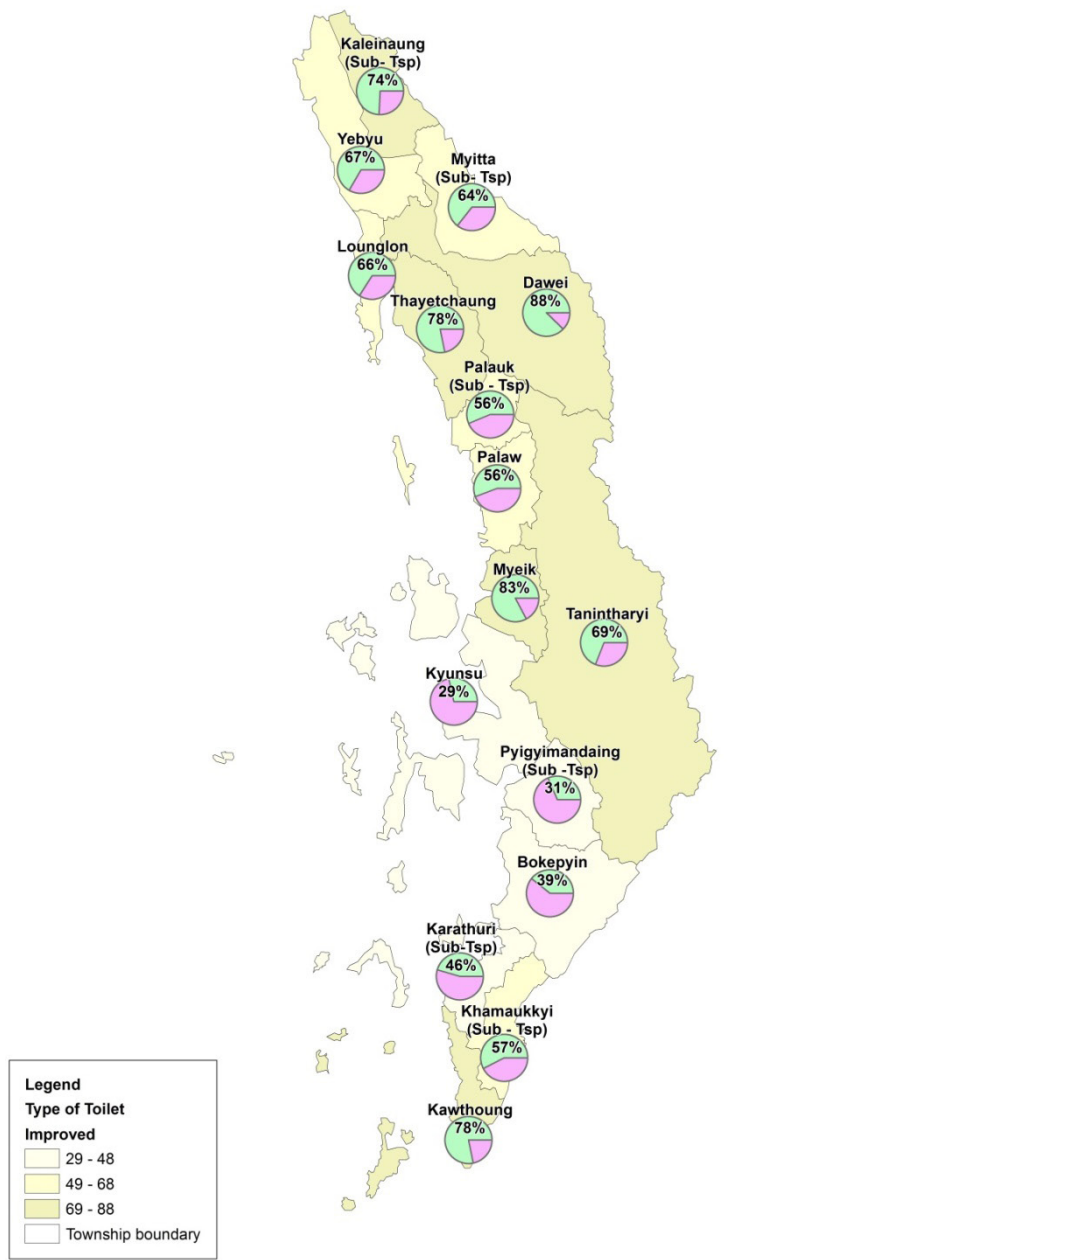 Kaleinaung
(Sub- Tsp)
74%
Yebyu
67%
Myitta
(Sub- Tsp)
64%
Lounglon
66%
Dawei
88%
Thayetchaung
78%
Palauk
(Sub - Tsp)
56%
Palaw
56%
Myeik
83%
Tanintharyi
69%
Kyunsu
29%
Pyigyimandaing
(Sub -Tsp)
31%
Bokepyin
39%
Karathuri
(Sub-Tsp)
46%
Khamaukkyi
(Sub - Tsp)
57%
Kawthoung
78%
Legend
Type of Toilet
Improved
29 - 48
49 - 68
69 - 88
Township boundary